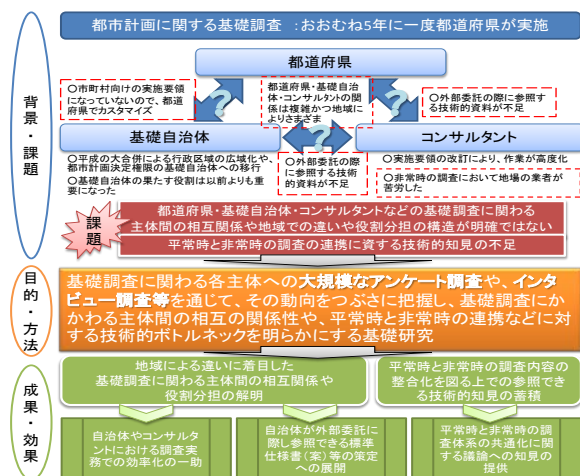 都市計画に関する基礎調査 ：おおむね5年に一度都道府県が実施
背景・課題
都道府県
〇市町村向けの実施要領
になっていないので、都道
府県でカスタマイズ
?
都道府県・基礎自治
体・コンサルタントの関
係は複雑かつ地域に
よりさまざま
?
〇外部委託の際に参照す
る技術的資料が不足
基礎自治体
?
コンサルタント
〇平成の大合併による行政区域の広域化や、
都市計画決定権限の基礎自治体への移行
〇基礎自治体の果たす役割は以前よりも重
要になった
〇外部委託の際
に参照する技術
的資料が不足
〇実施要領の改訂により、作業が高度化
〇非常時の調査において地場の業者が
苦労した
課題
都道府県・基礎自治体・コンサルタントなどの基礎調査に関わる
主体間の相互関係や地域での違いや役割分担の構造が明確ではない
平常時と非常時の調査の連携に資する技術的知見の不足
目的・方法
基礎調査に関わる各主体への大規模なアンケート調査や、インタ
ビュー調査等を通じて、その動向をつぶさに把握し、基礎調査にか
かわる主体間の相互の関係性や、平常時と非常時の連携などに対
する技術的ボトルネックを明らかにする基礎研究
成果・効果
地域による違いに着目した
基礎調査に関わる主体間の相互関係や
役割分担の解明
平常時と非常時の調査内容の
整合化を図る上での参照でき
る技術的知見の蓄積
自治体やコンサルタ
ントにおける調査実
務での効率化の一助
自治体が外部委託に
際し参照できる標準
仕様書（案）等の策定
への展開
平常時と非常時の調
査体系の共通化に関
する議論への知見の
提供